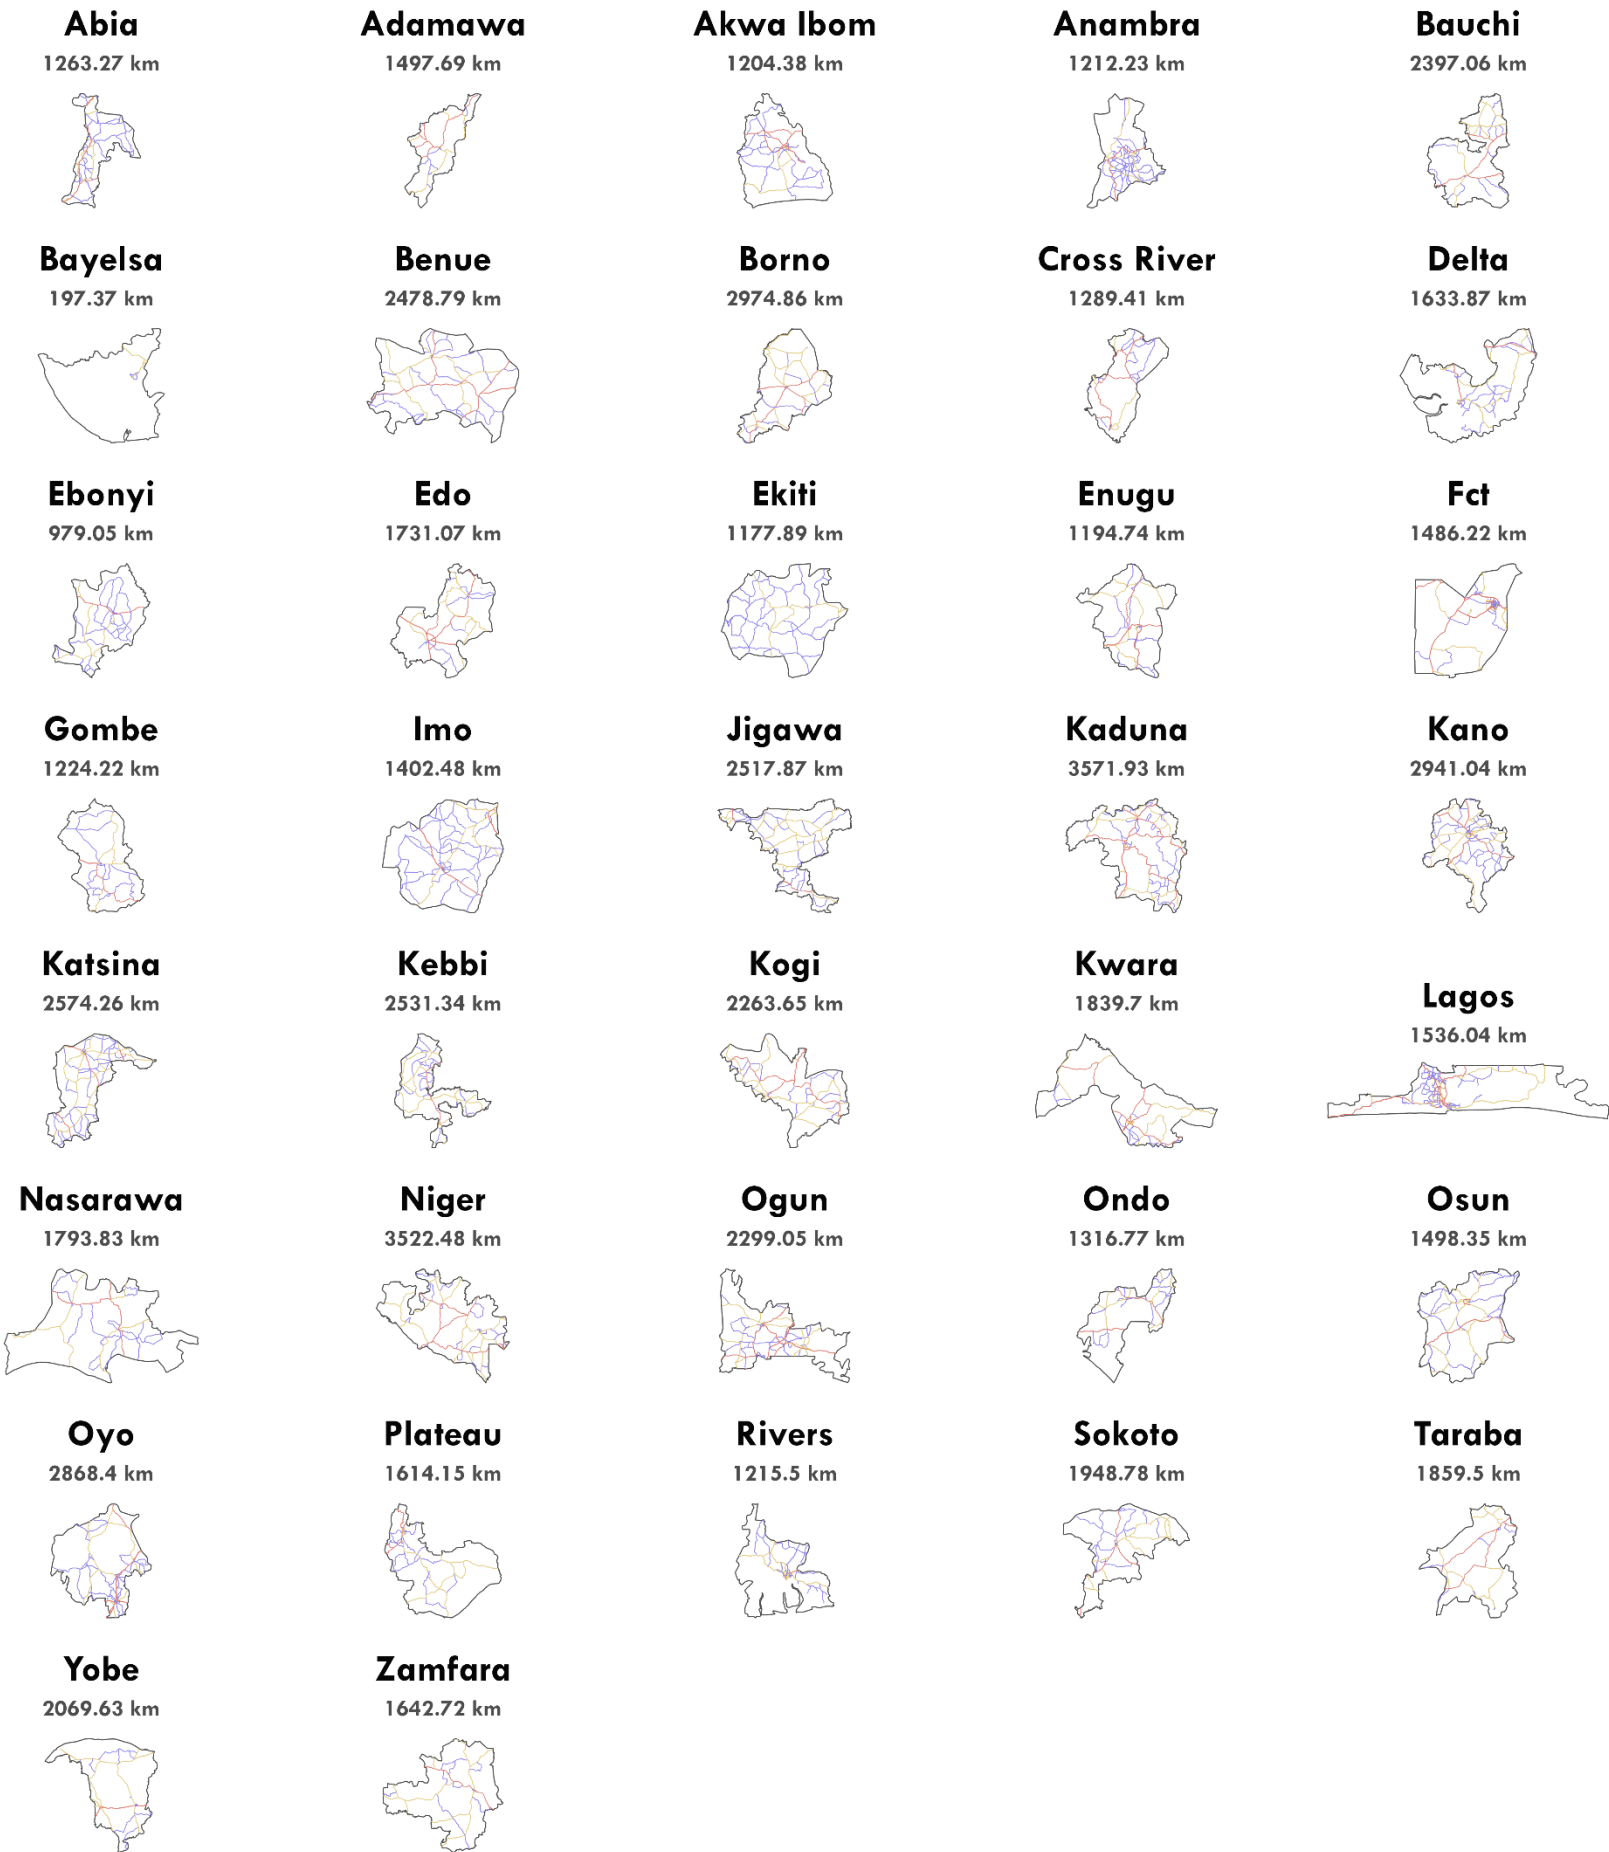 Abia
1263.27 km
Adamawa
1497.69 km
Akwa Ibom
1204.38 km
Anambra
1212.23 km
Bauchi
2397.06 km
Bayelsa
197.37 km
Benue
2478.79 km
Borno
2974.86 km
Cross River
1289.41 km
Delta
1633.87 km
Ebonyi
979.05 km
Edo
1731.07 km
Ekiti
1177.89 km
Enugu
1194.74 km
Fct
1486.22 km
Gombe
1224.22 km
Imo
1402.48 km
Jigawa
2517.87 km
Kaduna
3571.93 km
Kano
2941.04 km
Katsina
2574.26 km
Kebbi
2531.34 km
Kogi
2263.65 km
Kwara
1839.7 km
Lagos
1536.04 km
Nasarawa
1793.83 km
Niger
3522.48 km
Ogun
2299.05 km
Ondo
1316.77 km
Osun
1498.35 km
Oyo
2868.4 km
Plateau
1614.15 km
Rivers
1215.5 km
Sokoto
1948.78 km
Taraba
1859.5 km
Yobe
2069.63 km
Zamfara
1642.72 km